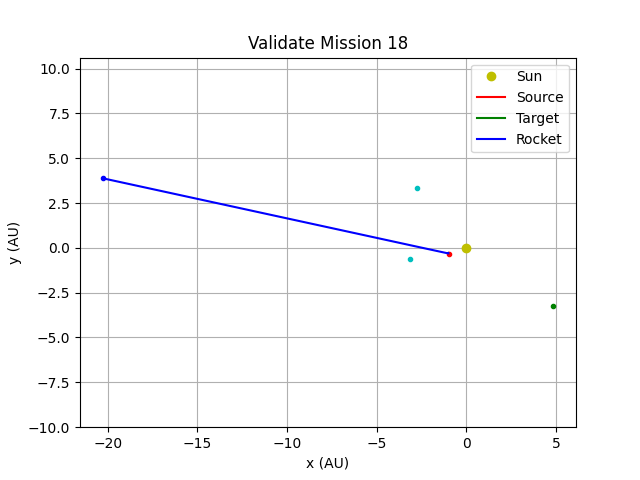 Validate Mission 18
Sun
Source
Target
Rocket
10.0
7.5
5.0
2.5
0.0
−2.5
−5.0
−7.5
−10.0
y (AU)
−20
−15
−10
−5
0
5
x (AU)